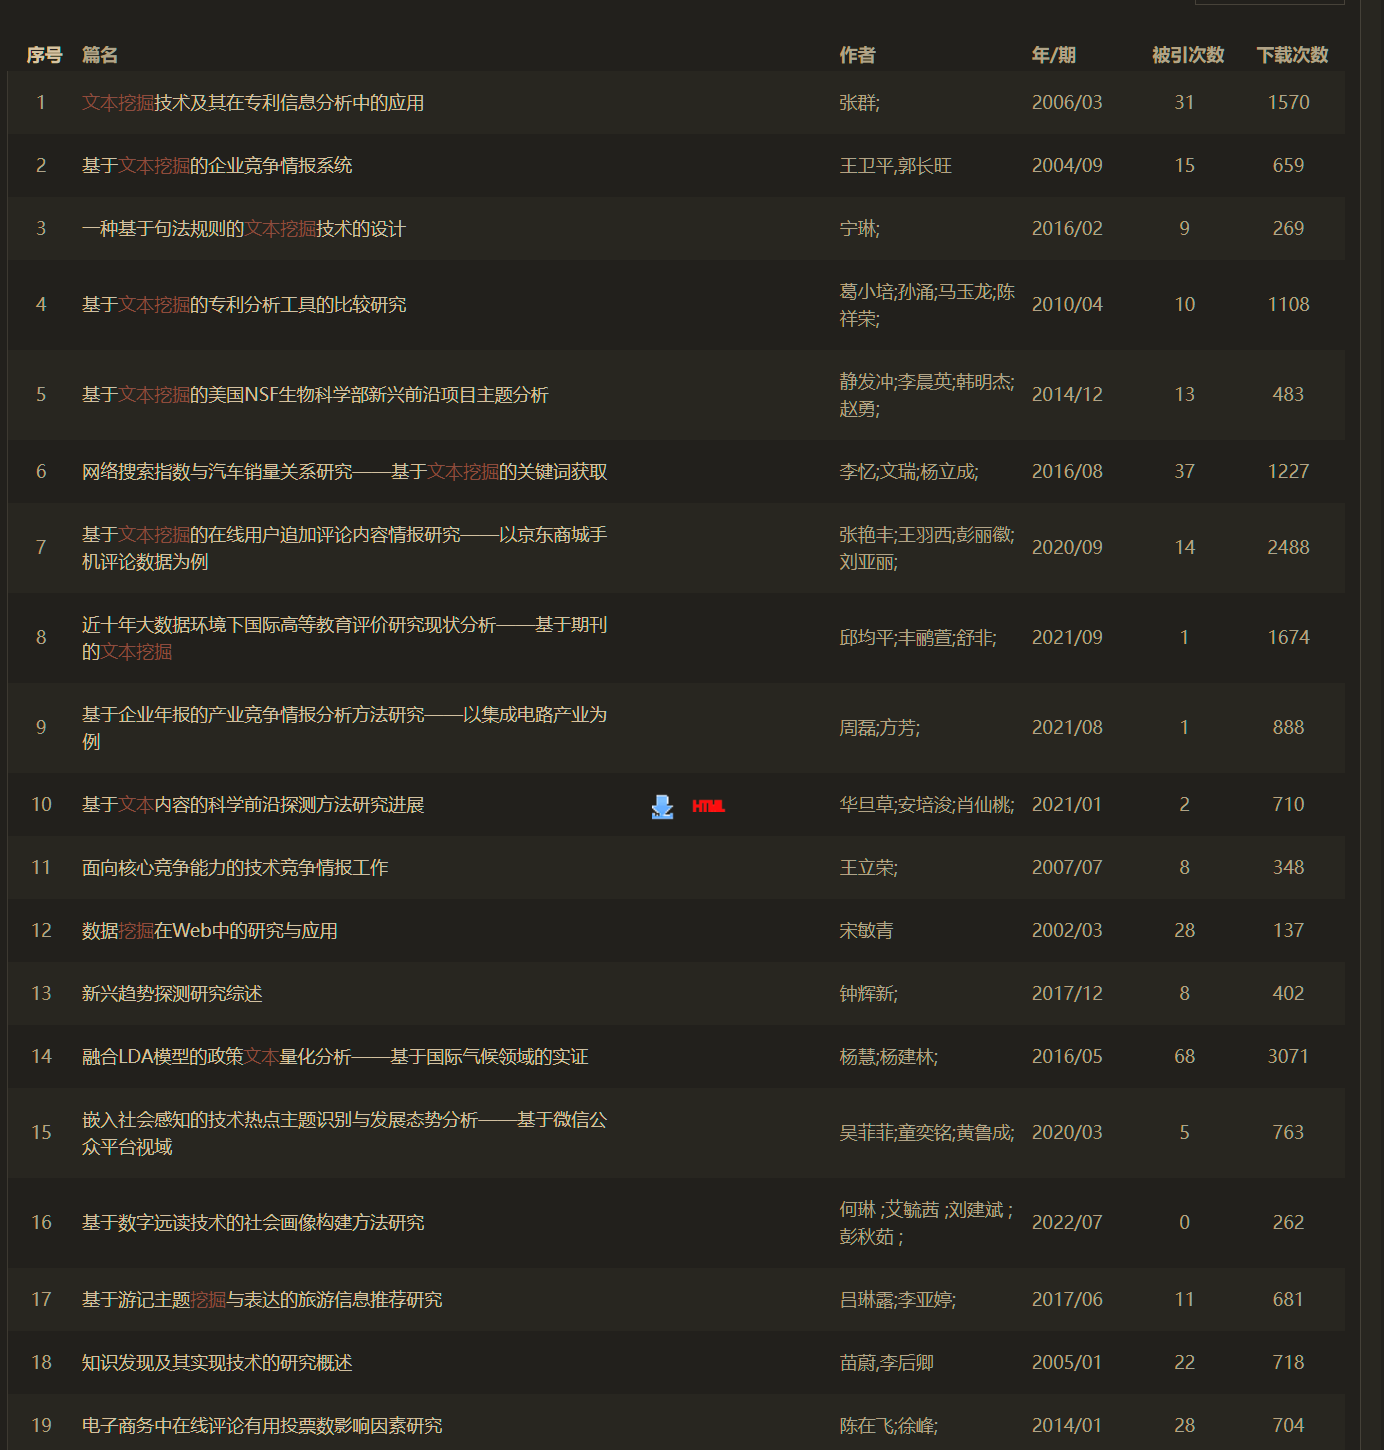 序号 篇名 作者 年/期 被引次数 下载次数
1 文本挖掘技术及其在专利信息分析中的应用 张群; 2006/03 31 1570
2 基于文本挖掘的企业竞争情报系统 王卫平,郭长旺 2004/09 15 659
3 一种基于句法规则的文本挖掘技术的设计 宁琳; 2016/02 9 269
4 基于文本挖掘的专利分析工具的比较研究 葛小培;孙涌;马玉龙;陈
祥荣; 2010/04 10 1108
5 基于文本挖掘的美国NSF生物科学部新兴前沿项目主题分析 静发冲;李晨英;韩明杰;
赵勇; 2014/12 13 483
6 网络搜索指数与汽车销量关系研究——基于文本挖掘的关键词获取 李忆;文瑞;杨立成; 2016/08 37 1227
7 基于文本挖掘的在线用户追加评论内容情报研究——以京东商城手
机评论数据为例 张艳丰;王羽西;彭丽徽;
刘亚丽; 2020/09 14 2488
8 近十年大数据环境下国际高等教育评价研究现状分析——基于期刊
的文本挖掘 邱均平;丰鹂萱;舒非; 2021/09 1 1674
9 基于企业年报的产业竞争情报分析方法研究——以集成电路产业为
例 周磊;方芳; 2021/08 1 888
10 基于文本内容的科学前沿探测方法研究进展 HTML 华旦草;安培浚;肖仙桃; 2021/01 2 710
11 面向核心竞争能力的技术竞争情报工作 王立荣; 2007/07 8 348
12 数据挖掘在Web中的研究与应用 宋敏青 2002/03 28 137
13 新兴趋势探测研究综述 钟辉新; 2017/12 8 402
14 融合LDA模型的政策文本量化分析——基于国际气候领域的实证 杨慧;杨建林; 2016/05 68 3071
15 嵌入社会感知的技术热点主题识别与发展态势分析——基于微信公
众平台视域 吴菲菲;童奕铭;黄鲁成; 2020/03 5 763
16 基于数字远读技术的社会画像构建方法研究 何琳 ;艾毓茜 ;刘建斌 ;
彭秋茹 ; 2022/07 0 262
17 基于游记主题挖掘与表达的旅游信息推荐研究 吕琳露;李亚婷; 2017/06 11 681
18 知识发现及其实现技术的研究概述 苗蔚,李后卿 2005/01 22 718
19 电子商务中在线评论有用投票数影响因素研究 陈在飞;徐峰; 2014/01 28 704